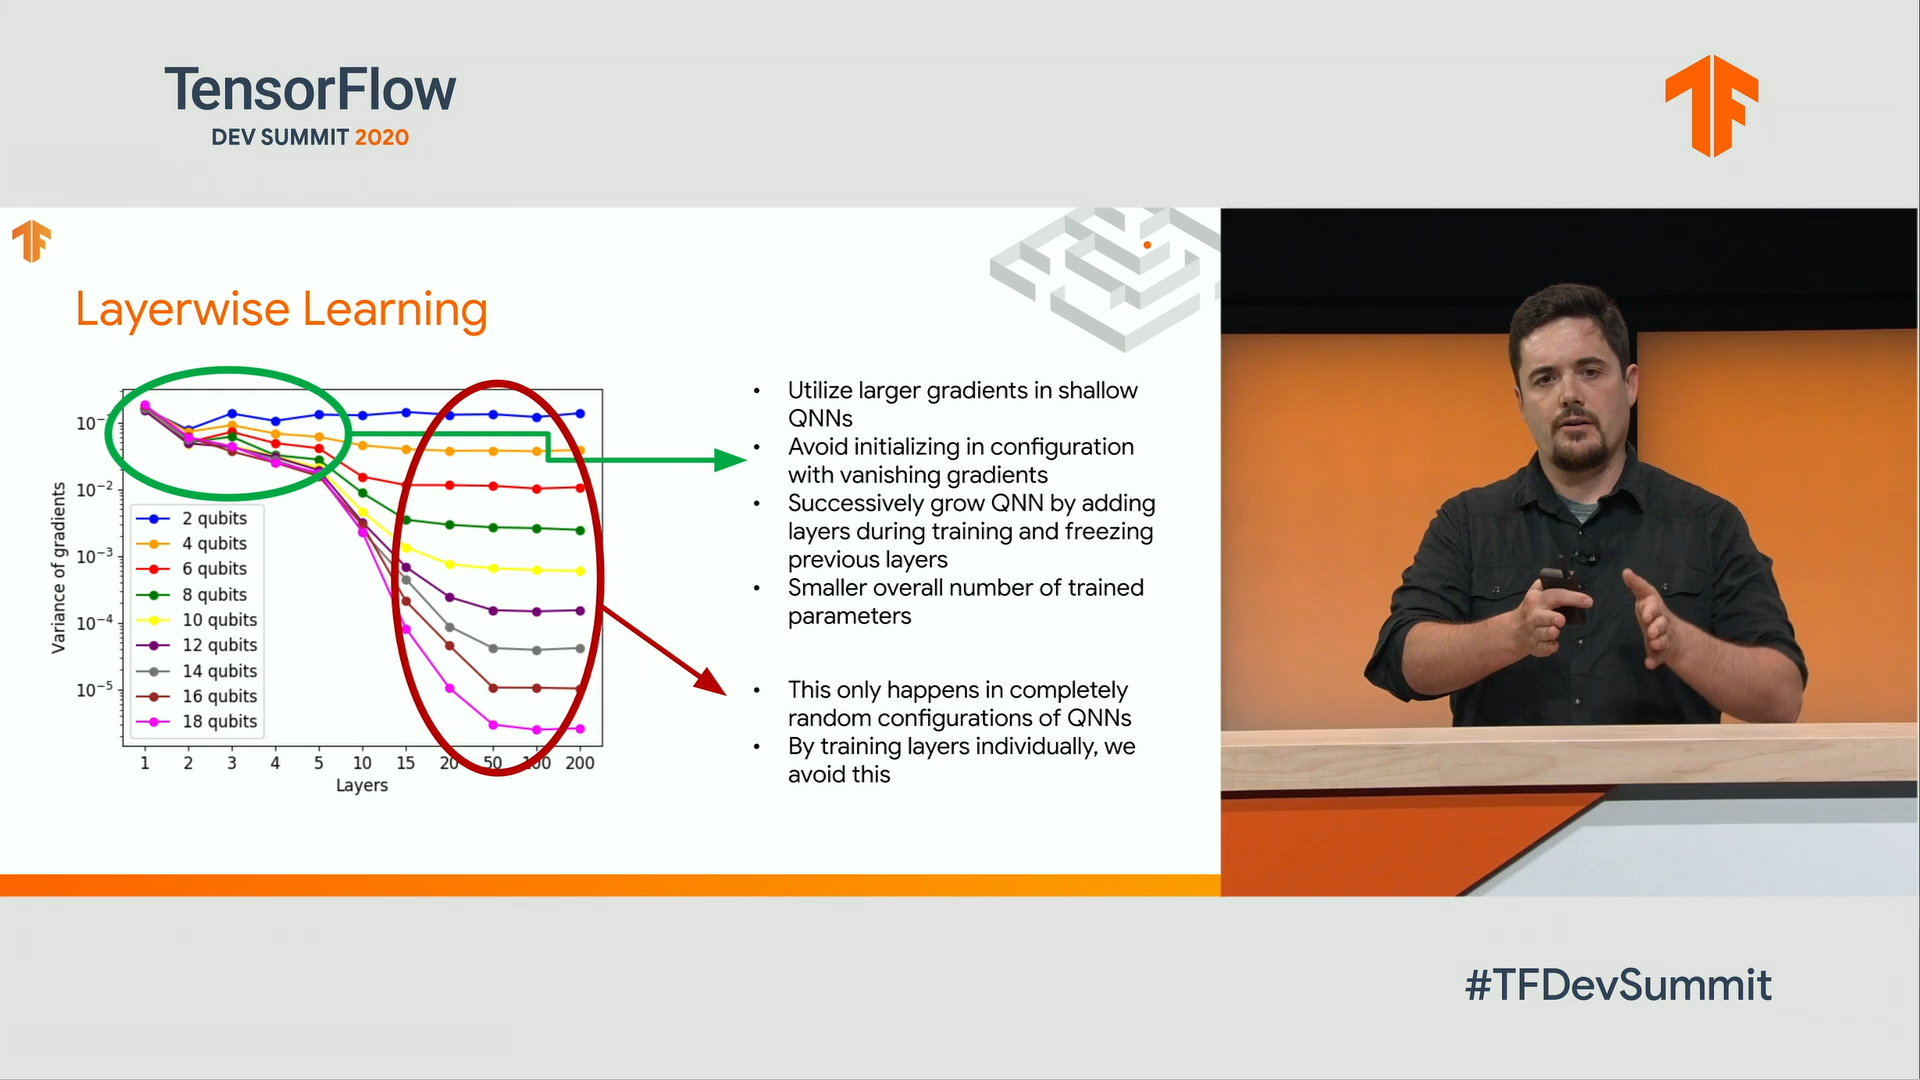 TensorFlow
DEV SUMMIT 2020
Layerwise Learning
Variance of gradients
10⁻²
10⁻³
10⁻⁴
10⁻⁵
2 qubits
4 qubits
6 qubits
8 qubits
10 qubits
12 qubits
14 qubits
16 qubits
18 qubits
1 2 3 4 5 10 15 20 50 100 200
Layers
• Utilize larger gradients in shallow
QNNs
• Avoid initializing in configuration
with vanishing gradients
• Successively grow QNN by adding
layers during training and freezing
previous layers
• Smaller overall number of trained
parameters
• This only happens in completely
random configurations of QNNs
• By training layers individually, we
avoid this
#TFDevSummit